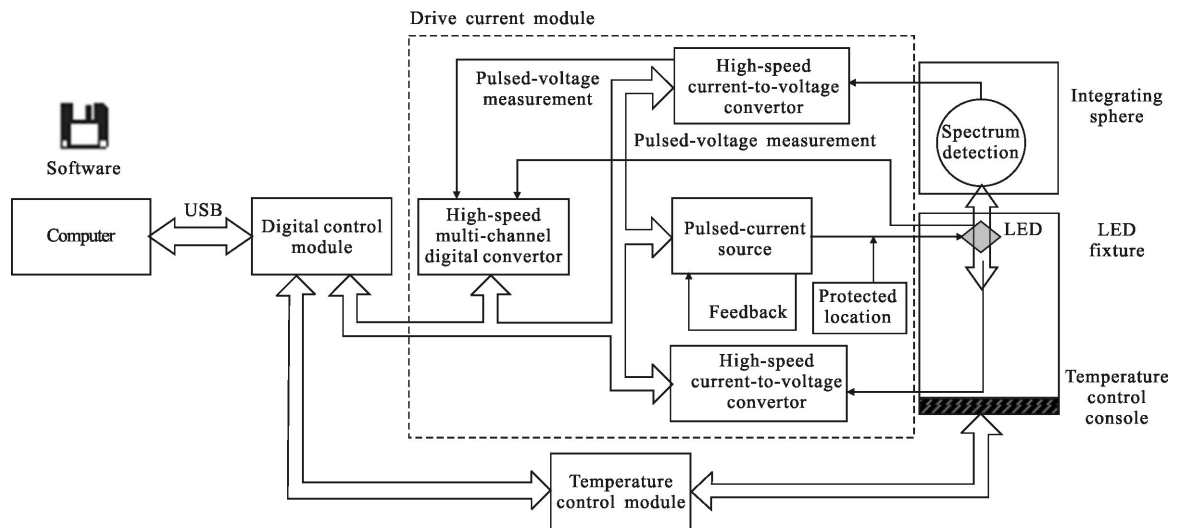 Drive current module
High-speed
current-to-voltage
convertor
Pulsed-voltage
measurement
Integrating
sphere
Spectrum
detection
Software
Pulsed-voltage measurement
USB
Computer
Digital control
module
High-speed
multi-channel
digital convertor
Pulsed-current
source
LED
LED
fixture
Feedback
Protected
location
High-speed
current-to-voltage
convertor
Temperature
control
console
Temperature
control module